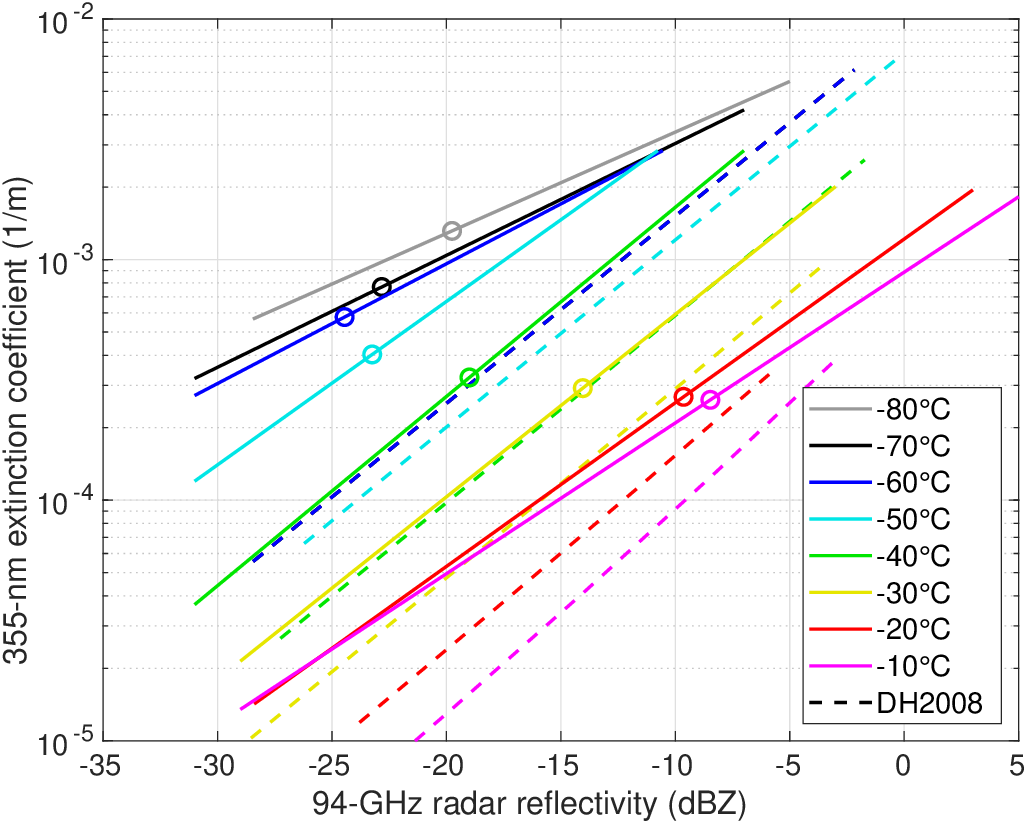 10-2
10-3
10-4
10-5
355-nm extinction coefficient (1/m)
-80°C
-70°C
-60°C
-50°C
-40°C
-30°C
-20°C
-10°C
DH2008
-35 -30 -25 -20 -15 -10 -5 0 5
94-GHz radar reflectivity (dBZ)